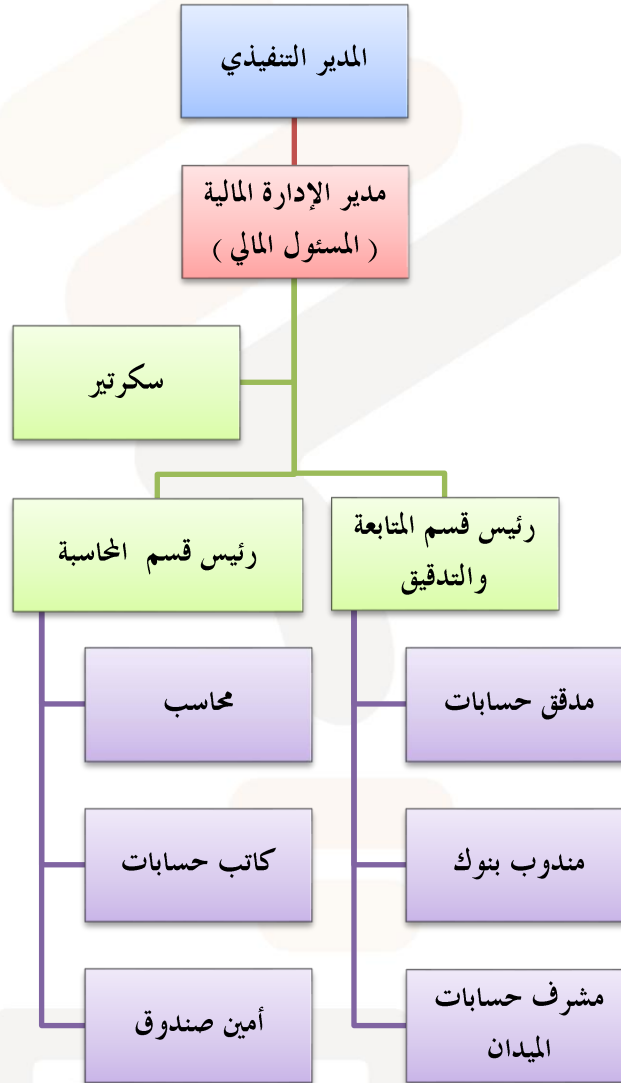 المدير التنفيذي
مدير الإدارة المالية
( المسئول المالي )
سكرتير
رئيس قسم المتابعة
والتدقيق
رئيس قسم المحاسبة
مدقق حسابات
محاسب
مندوب بنوك
كاتب حسابات
مشرف حسابات
الميدان
أمين صندوق